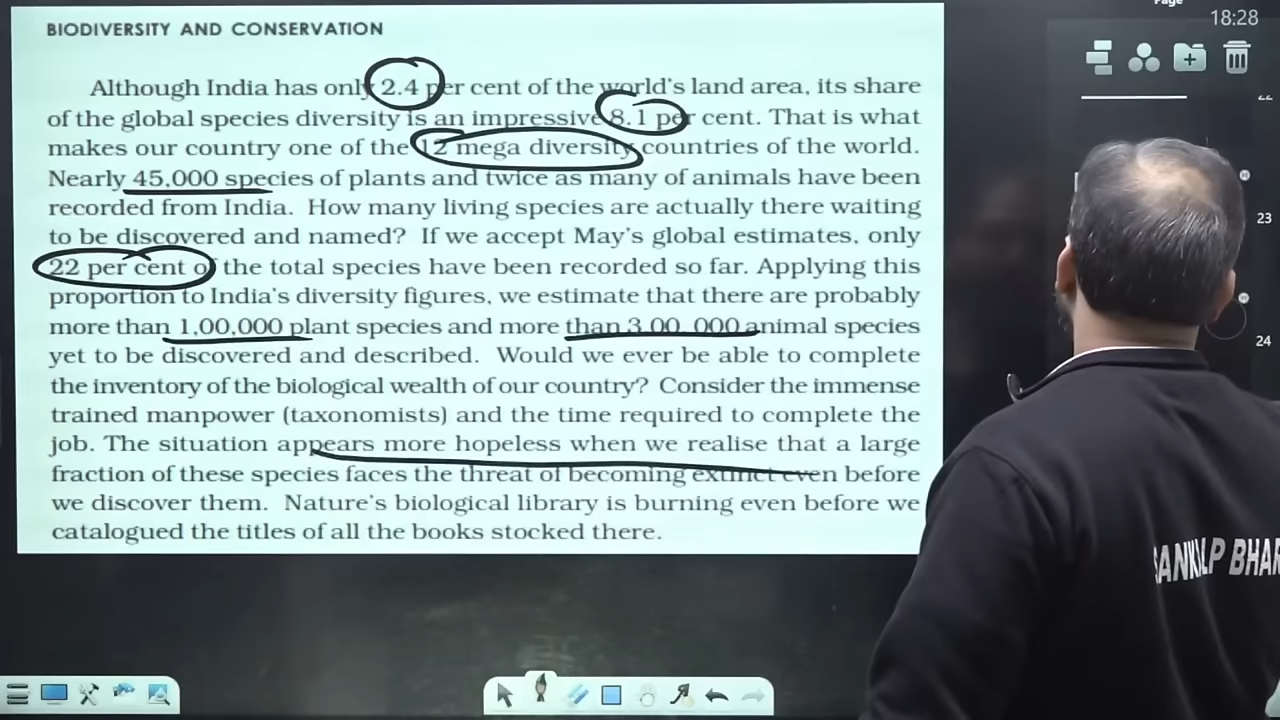 Page
18:28
BIODIVERSITY AND CONSERVATION
Although India has only 2.4 per cent of the world's land area, its share
of the global species diversity is an impressive 8.1 per cent. That is what
makes our country one of the 12 mega diversity countries of the world.
Nearly 45,000 species of plants and twice as many of animals have been
recorded from India. How many living species are actually there waiting
to be discovered and named? If we accept May's global estimates, only
22 per cent of the total species have been recorded so far. Applying this
proportion to India's diversity figures, we estimate that there are probably
more than 1,00,000 plant species and more than 3,00, 000 animal species
yet to be discovered and described. Would we ever be able to complete
the inventory of the biological wealth of our country? Consider the immense
trained manpower (taxonomists) and the time required to complete the
job. The situation appears more hopeless when we realise that a large
fraction of these species faces the threat of becoming extinct even before
we discover them. Nature's biological library is burning even before we
catalogued the titles of all the books stocked there.
23
24
SANKALP BHAR